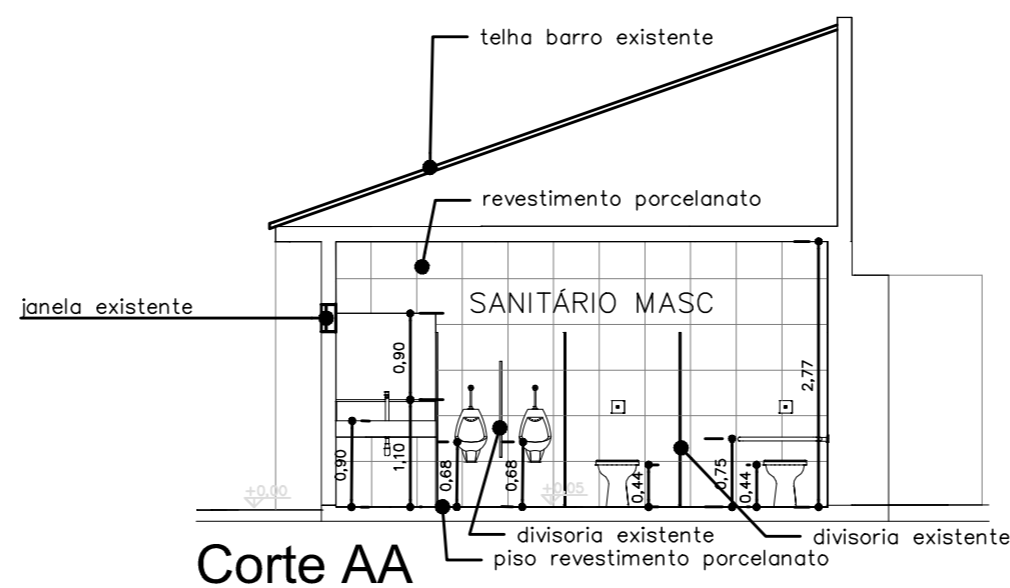 telha barro existente
revestimento porcelanato
janela existente
SANITÁRIO MASC
0,90
2,77
0,90
1,10
0,68
0,68
0,44
0,75
0,44
+0,00
+0,05
divisoria existente
divisoria existente
piso revestimento porcelanato
Corte AA